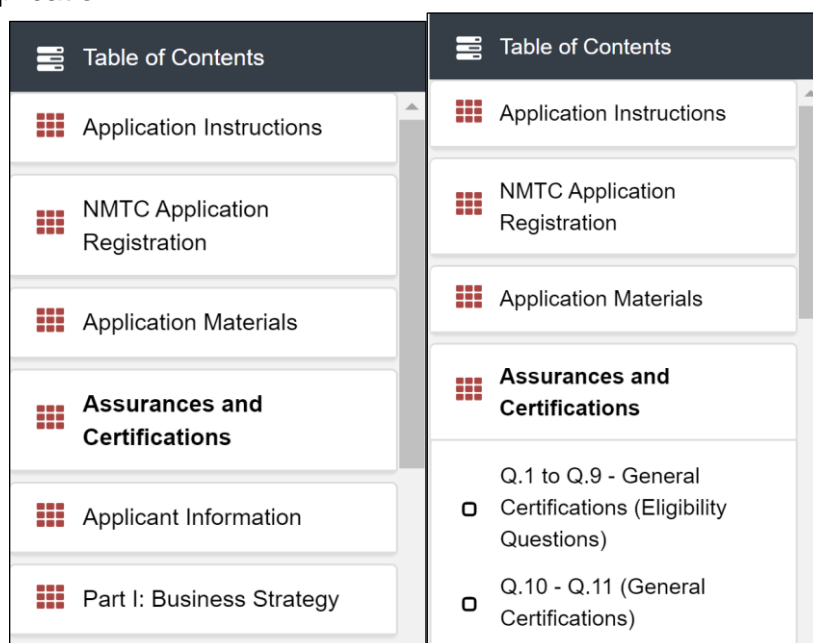 Table of Contents
Application Instructions
NMTC Application
Registration
Application Materials
Assurances and
Certifications
Applicant Information
Part I: Business Strategy
Table of Contents
Application Instructions
NMTC Application
Registration
Application Materials
Assurances and
Certifications
Q.1 to Q.9 - General
Certifications (Eligibility
Questions)
Q.10 - Q.11 (General
Certifications)